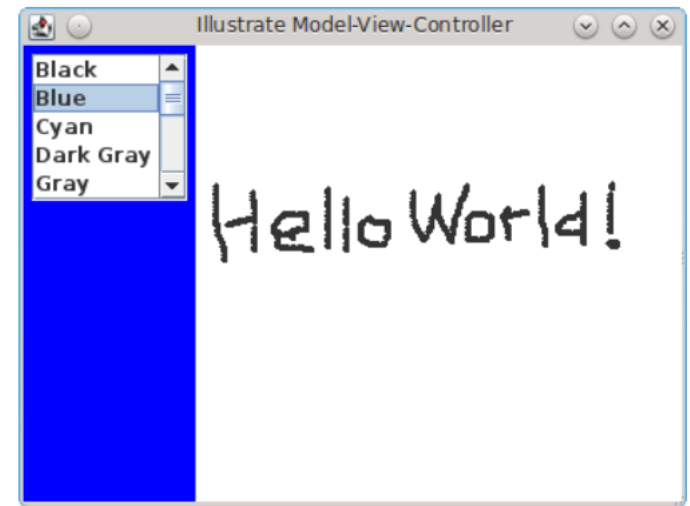 Illustrate Model-View-Controller
Black
Blue
Cyan
Dark Gray
Gray
Hello World!